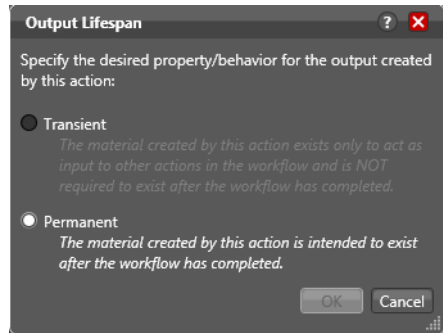 Output Lifespan
?
X
Specify the desired property/behavior for the output created
by this action:
Transient
The material created by this action exists only to act as
input to other actions in the workflow and is NOT
required to exist after the workflow has completed.
Permanent
The material created by this action is intended to exist
after the workflow has completed.
OK Cancel